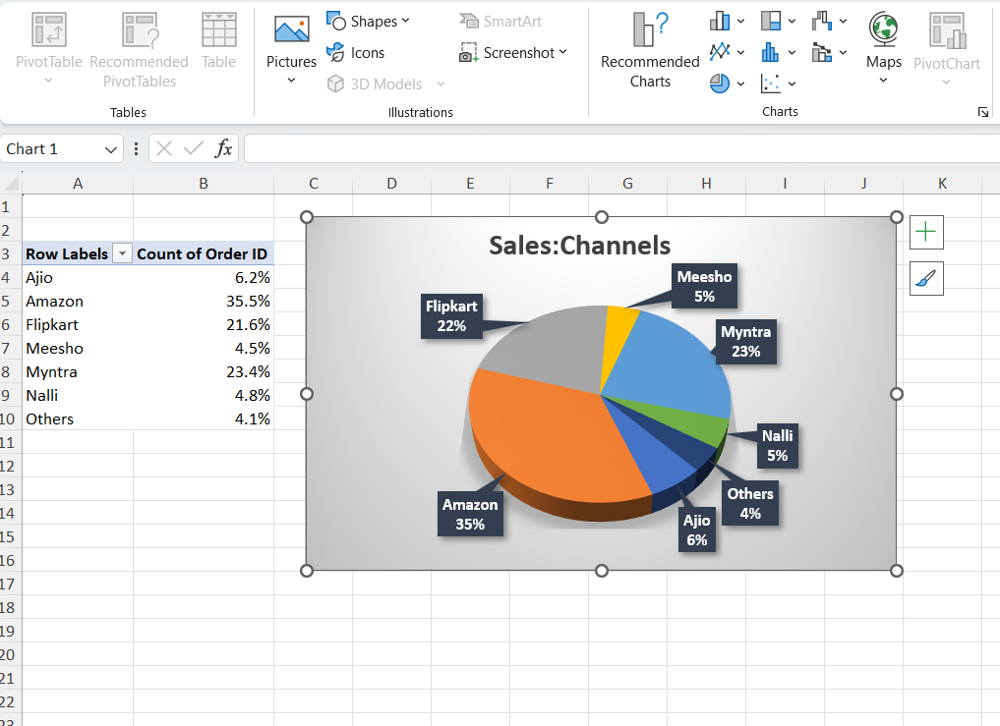 PivotTable Recommended PivotTables Table
Tables
Pictures
Shapes
Icons
3D Models
SmartArt
Screenshot
Illustrations
Recommended Charts
Maps
PivotChart
Charts
Chart 1
fx
A B C D E F G H I J K
1
2
3 Row Labels Count of Order ID
4 Ajio 6.2%
5 Amazon 35.5%
6 Flipkart 21.6%
7 Meesho 4.5%
8 Myntra 23.4%
9 Nalli 4.8%
10 Others 4.1%
11
12
13
14
15
16
17
18
19
20
21
22
23
Sales:Channels
Meesho
5%
Flipkart
22%
Myntra
23%
Nalli
5%
Others
4%
Amazon
35%
Ajio
6%